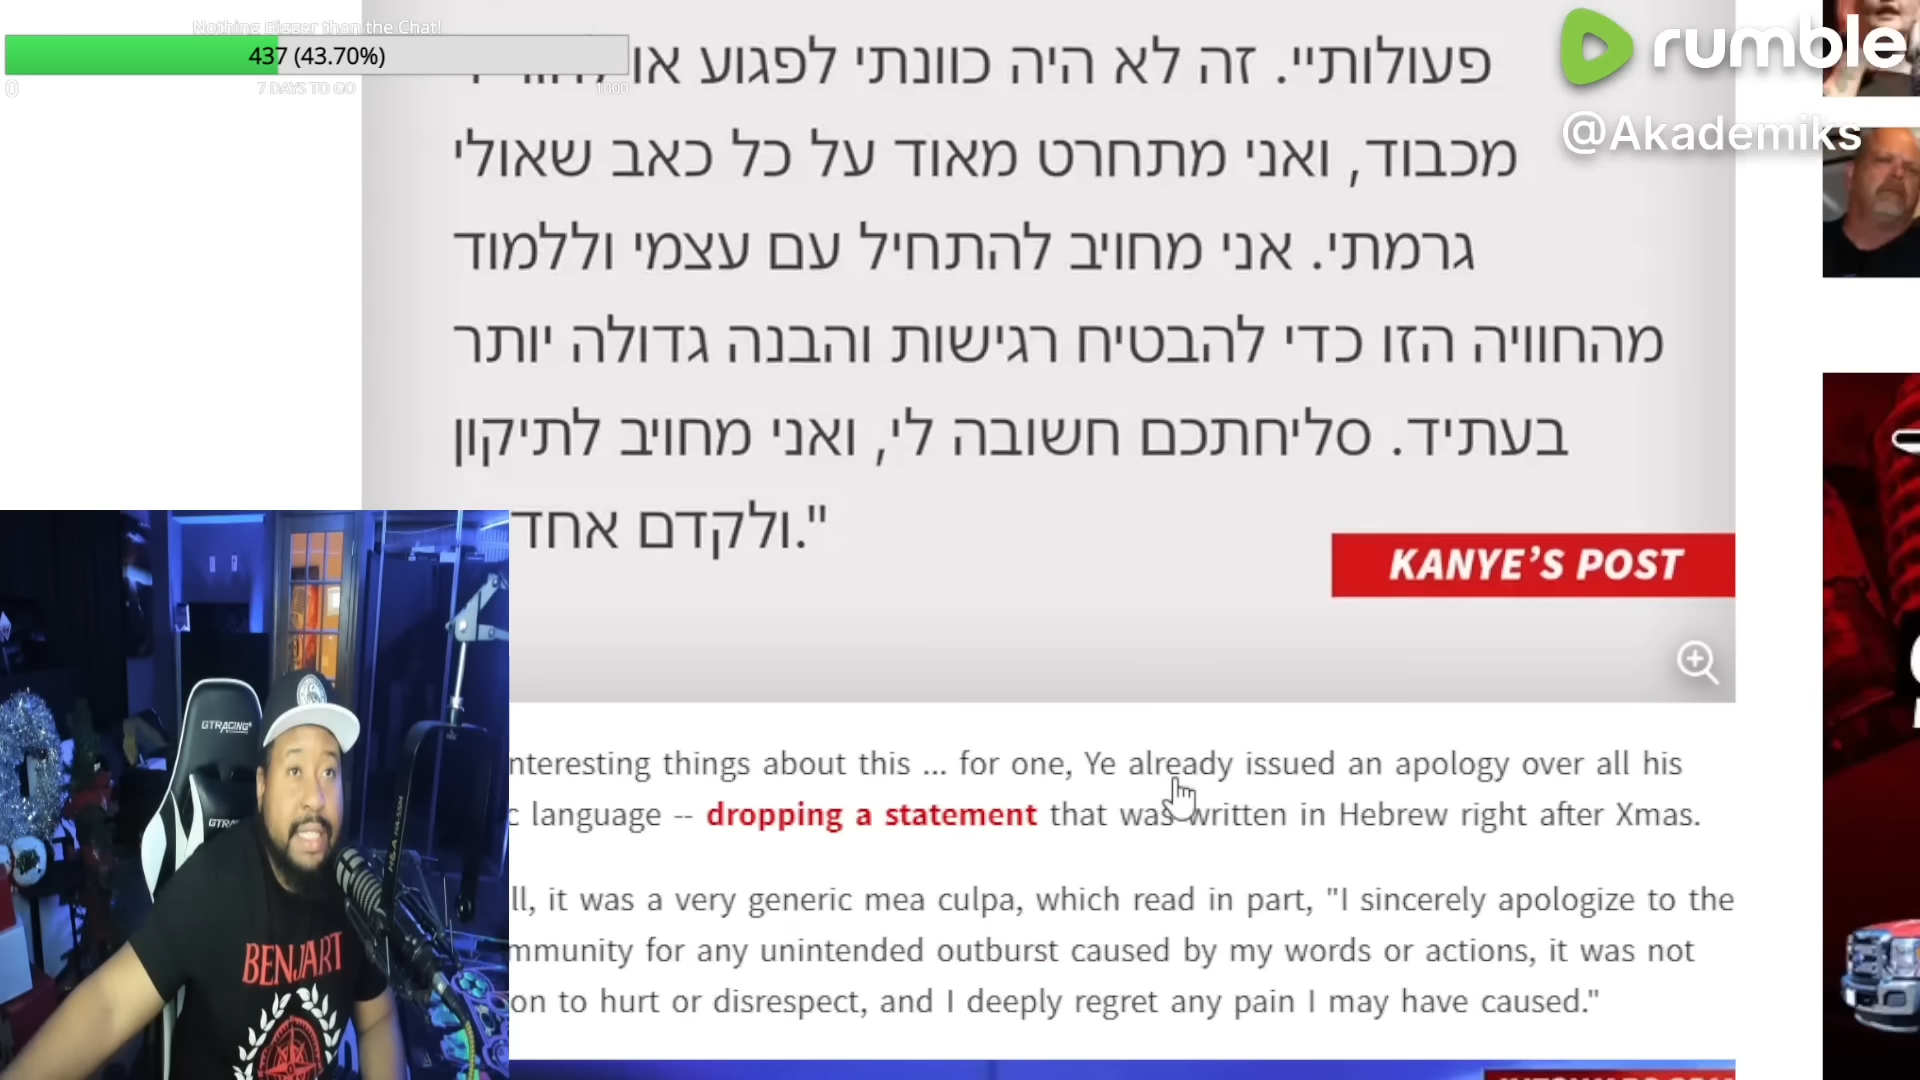 Nothing Bigger than the Chat!
437 (43.70%)
0
7 DAYS TO GO
1000
rumble
@Akademiks
פעולותיי. זה לא היה כוונתי לפגוע או
מכבוד, ואני מתחרט מאוד על כל כאב שאולי
גרמתי. אני מחויב להתחיל עם עצמי וללמוד
מהחוויה הזו כדי להבטיח רגישות והבנה גדולה יותר
בעתיד. סליחתכם חשובה לי, ואני מחויב לתיקון
ולקדם אחד."
KANYE'S POST
nteresting things about this ... for one, Ye already issued an apology over all his
c language -- dropping a statement that was written in Hebrew right after Xmas.
ll, it was a very generic mea culpa, which read in part, "I sincerely apologize to the
mmunity for any unintended outburst caused by my words or actions, it was not
on to hurt or disrespect, and I deeply regret any pain I may have caused."
GTRACING
BENJART